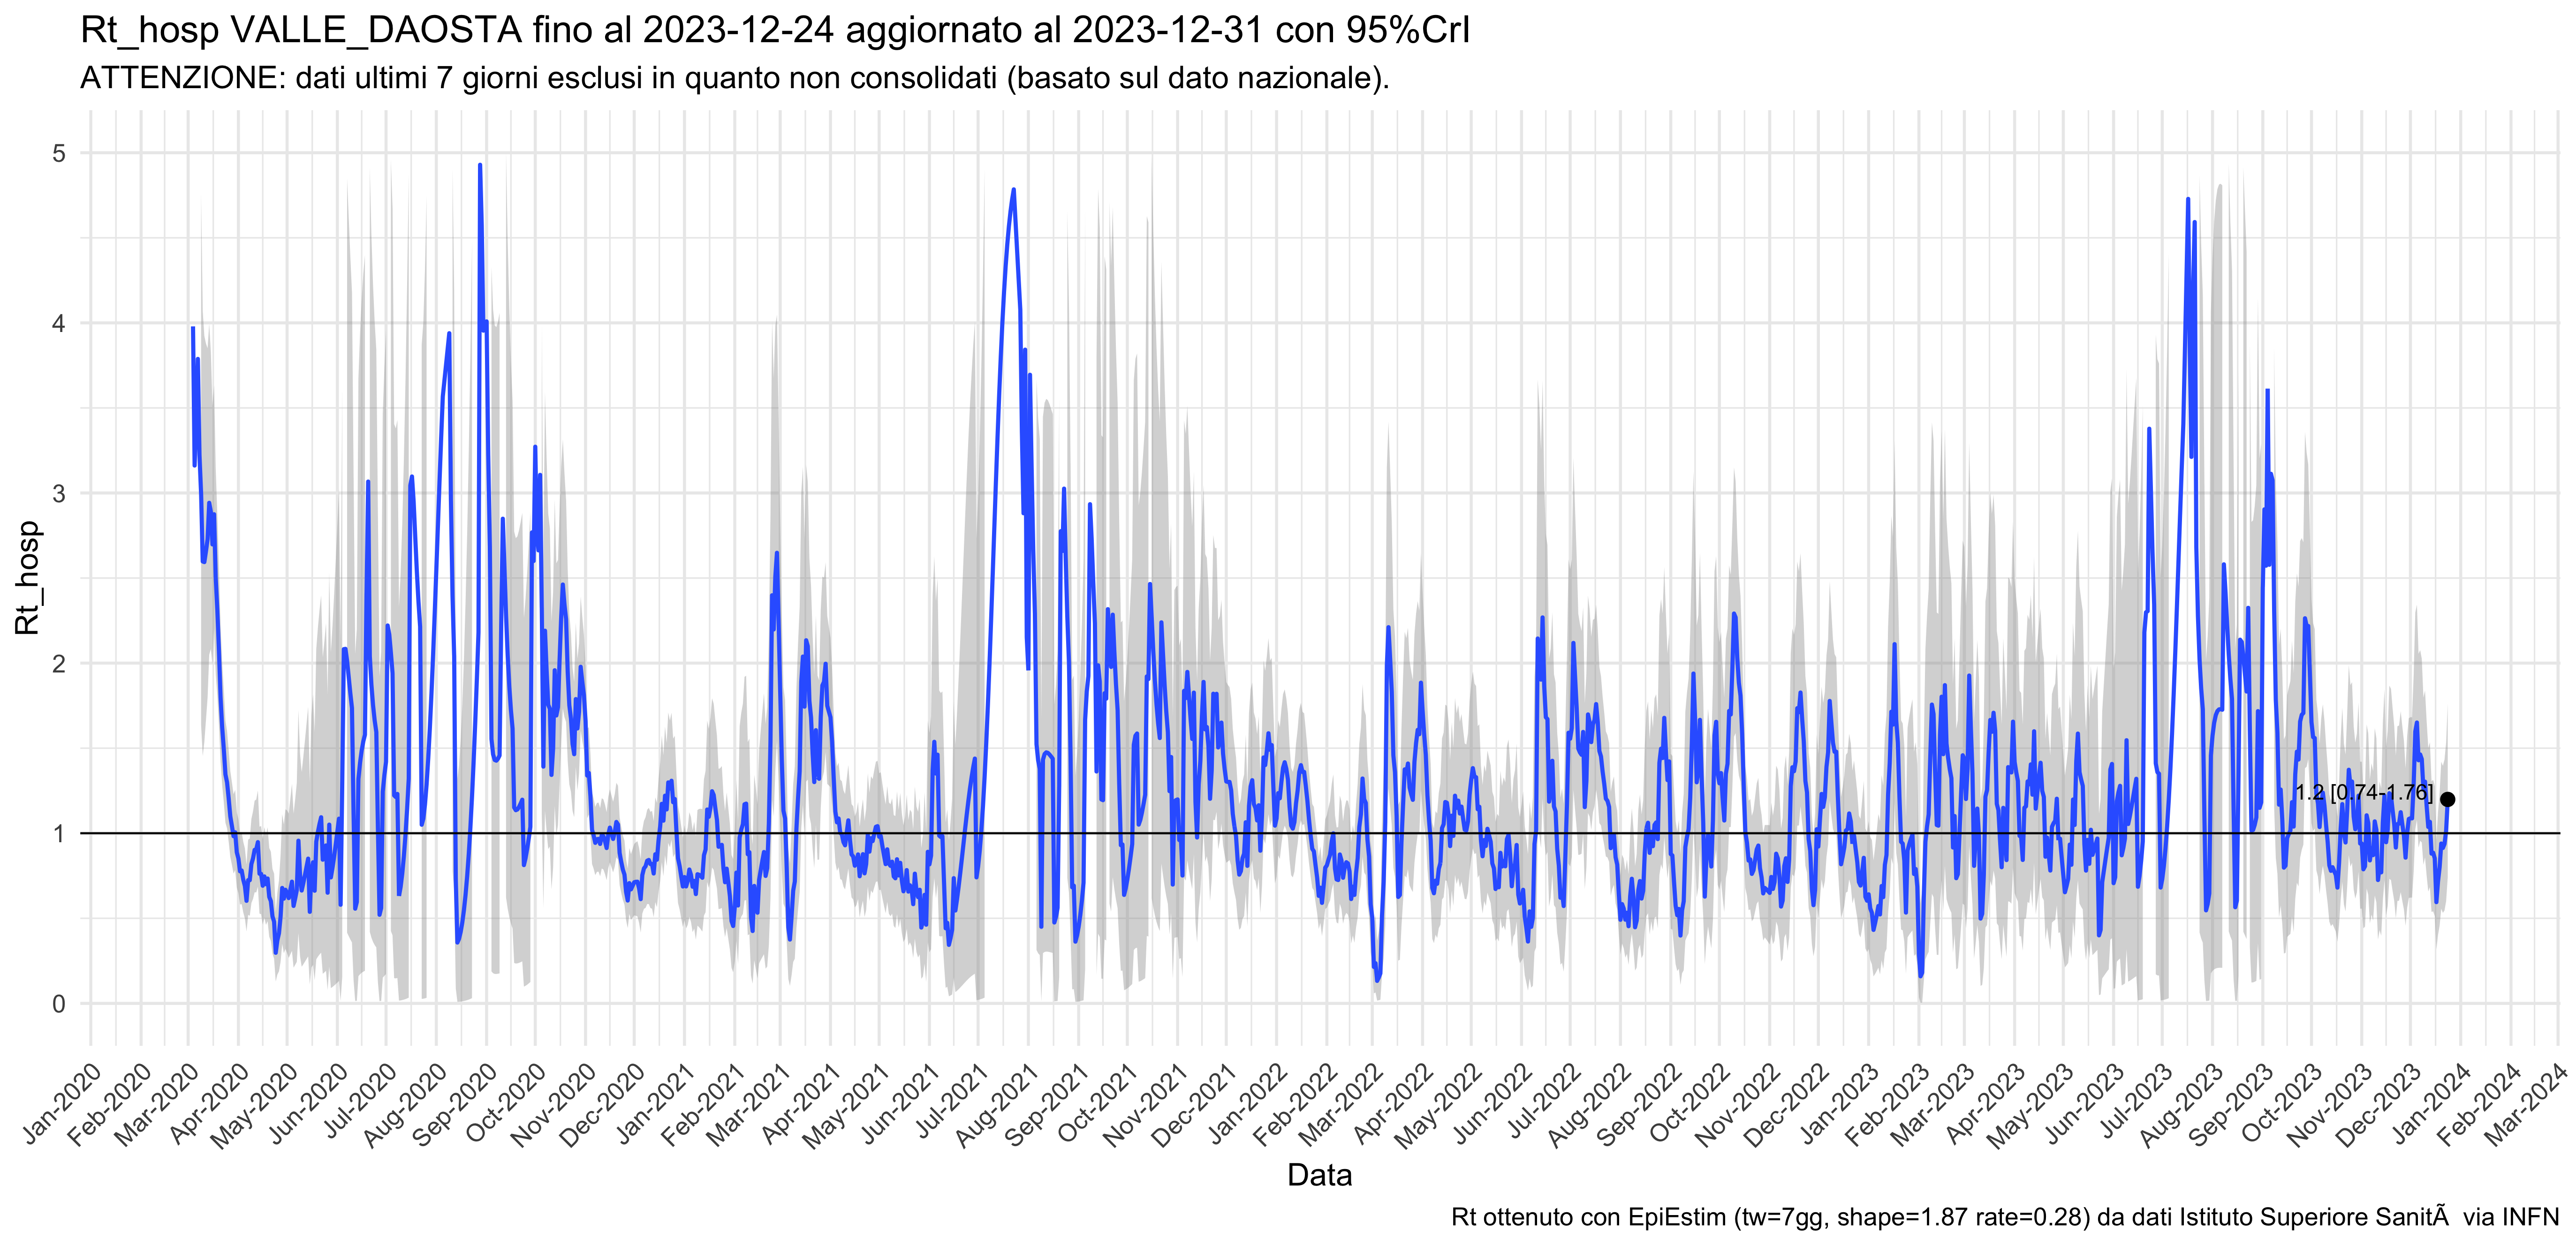 Rt_hosp VALLE_DAOSTA fino al 2023-12-24 aggiornato al 2023-12-31 con 95%CrI
ATTENZIONE: dati ultimi 7 giorni esclusi in quanto non consolidati (basato sul dato nazionale).
5
4
3
2
1
0
Rt_hosp
1.2 [0.74-1.76]
Jan-2020
Feb-2020
Mar-2020
Apr-2020
May-2020
Jun-2020
Jul-2020
Aug-2020
Sep-2020
Oct-2020
Nov-2020
Dec-2020
Jan-2021
Feb-2021
Mar-2021
Apr-2021
May-2021
Jun-2021
Jul-2021
Aug-2021
Sep-2021
Oct-2021
Nov-2021
Dec-2021
Jan-2022
Feb-2022
Mar-2022
Apr-2022
May-2022
Jun-2022
Jul-2022
Aug-2022
Sep-2022
Oct-2022
Nov-2022
Dec-2022
Jan-2023
Feb-2023
Mar-2023
Apr-2023
May-2023
Jun-2023
Jul-2023
Aug-2023
Sep-2023
Oct-2023
Nov-2023
Dec-2023
Jan-2024
Feb-2024
Mar-2024
Data
Rt ottenuto con EpiEstim (tw=7gg, shape=1.87 rate=0.28) da dati Istituto Superiore SanitÃ  via INFN